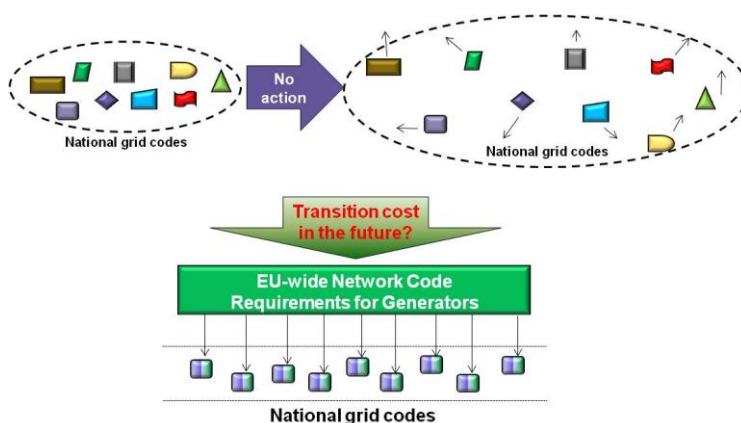 No
action
National grid codes
National grid codes
Transition cost
in the future?
EU-wide Network Code
Requirements for Generators
National grid codes